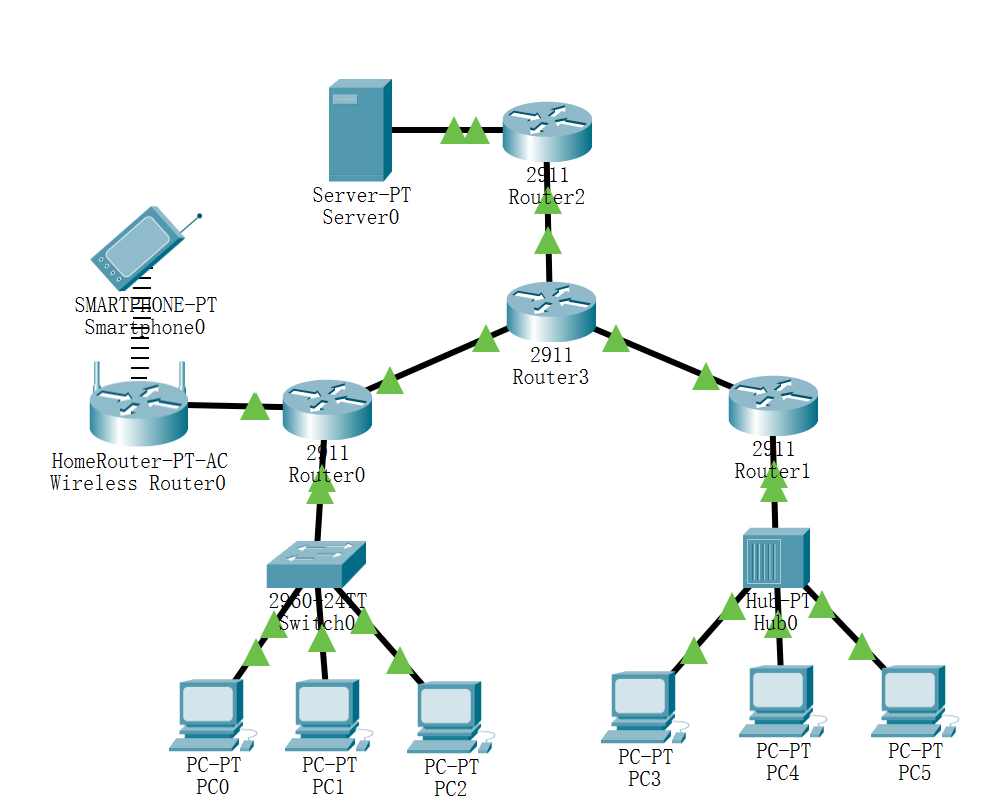 2911
Router2
Server-PT
Server0
SMARTPHONE-PT
Smartphone0
2911
Router3
HomeRouter-PT-AC
Wireless Router0
2911
Router0
2911
Router1
2960-24TT
Switch0
Hub-PT
Hub0
PC-PT
PC0
PC-PT
PC1
PC-PT
PC2
PC-PT
PC3
PC-PT
PC4
PC-PT
PC5